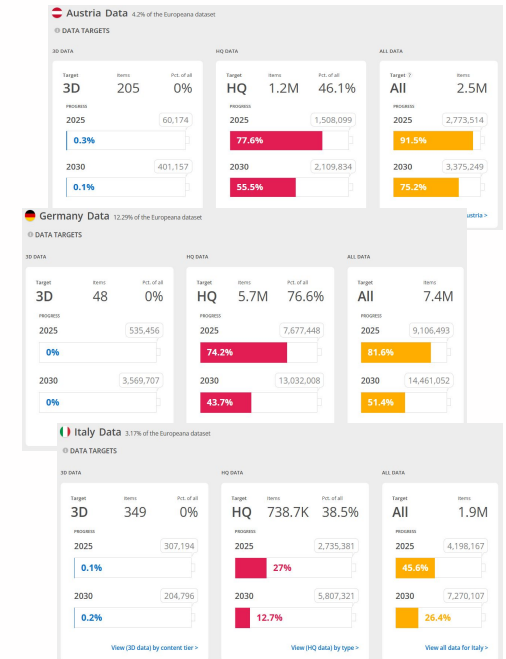 Austria Data 4.2% of the Europeana dataset
DATA TARGETS
3D DATA
HQ DATA
ALL DATA
Target Items Pct. of all
3D 205 0%
PROGRESS
2025 60,174
0.3%
2030 401,157
0.1%
Target Items Pct. of all
HQ 1.2M 46.1%
PROGRESS
2025 1,508,099
77.6%
2030 2,109,834
55.5%
Target ? Items
All 2.5M
PROGRESS
2025 2,773,514
91.5%
2030 3,375,249
75.2%
ustria >
Germany Data 12.29% of the Europeana dataset
DATA TARGETS
3D DATA
HQ DATA
ALL DATA
Target Items Pct. of all
3D 48 0%
PROGRESS
2025 535,456
0%
2030 3,569,707
0%
Target Items Pct. of all
HQ 5.7M 76.6%
PROGRESS
2025 7,677,448
74.2%
2030 13,032,008
43.7%
Target Items
All 7.4M
PROGRESS
2025 9,106,493
81.6%
2030 14,461,052
51.4%
Italy Data 3.17% of the Europeana dataset
DATA TARGETS
3D DATA
HQ DATA
ALL DATA
Target Items Pct. of all
3D 349 0%
PROGRESS
2025 307,194
0.1%
2030 204,796
0.2%
View (3D data) by content tier >
Target Items Pct. of all
HQ 738.7K 38.5%
PROGRESS
2025 2,735,381
27%
2030 5,807,321
12.7%
View (HQ data) by type >
Target Items
All 1.9M
PROGRESS
2025 4,198,167
45.6%
2030 7,270,107
26.4%
View all data for Italy >